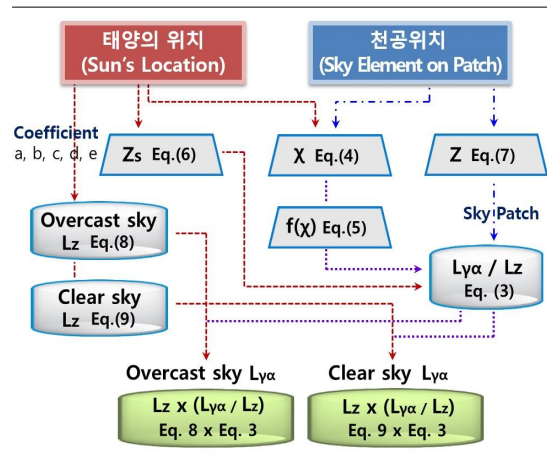 태양의 위치
(Sun's Location)
천공위치
(Sky Element on Patch)
Coefficient
a, b, c, d, e
Zs Eq.(6)
χ Eq.(4)
Z Eq.(7)
Overcast sky
Lz Eq.(8)
f(χ) Eq.(5)
Sky Patch
Lγα / Lz
Eq. (3)
Clear sky
Lz Eq.(9)
Overcast sky Lγα
Clear sky Lγα
Lz x (Lγα / Lz)
Eq. 8 x Eq. 3
Lz x (Lγα / Lz)
Eq. 9 x Eq. 3